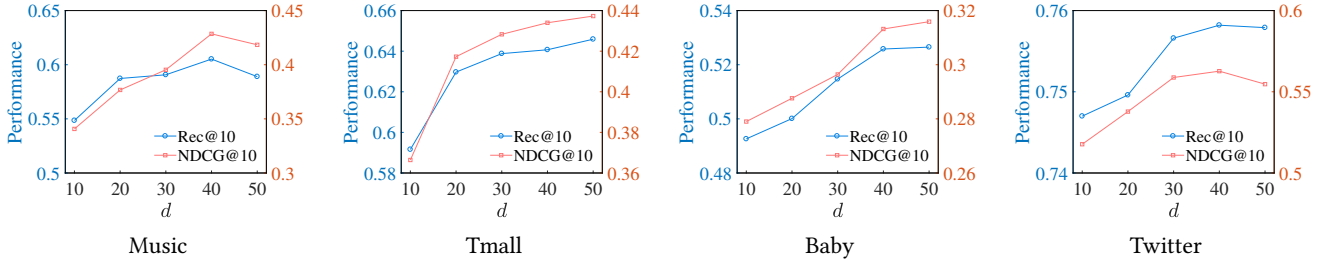 Performance
0.65
0.6
0.55
0.5
0.45
0.4
0.35
0.3
Rec@10
NDCG@10
10 20 30 40 50
d
Music
Performance
0.66
0.64
0.62
0.6
0.58
0.44
0.42
0.4
0.38
0.36
Rec@10
NDCG@10
10 20 30 40 50
d
Tmall
Performance
0.54
0.52
0.5
0.48
0.32
0.3
0.28
0.26
Rec@10
NDCG@10
10 20 30 40 50
d
Baby
Performance
0.76
0.75
0.74
0.6
0.55
0.5
Rec@10
NDCG@10
10 20 30 40 50
d
Twitter